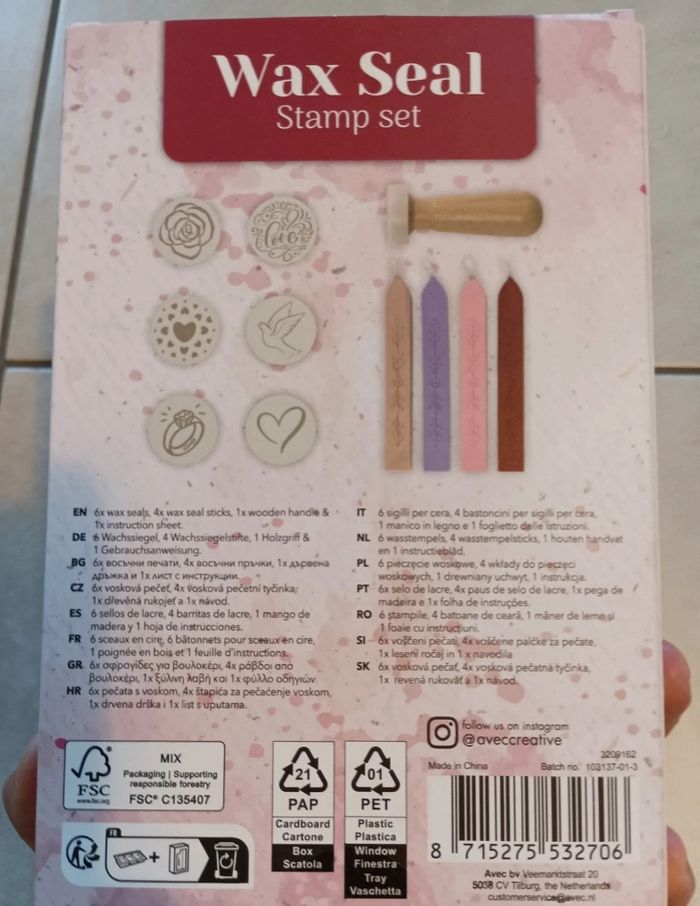 Wax Seal
Stamp set
love
EN 6x wax seals, 4x wax seal sticks, 1x wooden handle &
1x instruction sheet.
DE 6 Wachssiegel, 4 Wachssiegelstifte, 1 Holzgriff &
1 Gebrauchsanweisung.
BG 6x восъчни печати, 4x восъчни пръчки, 1x дървена
дръжка и 1x лист с инструкции.
CZ 6x vosková pečeť, 4x vosková pečetní tyčinka,
1x dřevěná rukojeť a 1x návod.
ES 6 sellos de lacre, 4 barritas de lacre, 1 mango de
madera y 1 hoja de instrucciones.
FR 6 sceaux en cire, 6 bâtonnets pour sceaux en cire,
1 poignée en bois et 1 feuille d'instructions.
GR 6x σφραγίδες για βουλοκέρι, 4x ράβδοι από
βουλοκέρι, 1x ξύλινη λαβή και 1x φύλλο οδηγιών.
HR 6x pečata s voskom, 4x štapića za pečaćenje voskom,
1x drvena drška i 1x list s uputama.
IT 6 sigilli per cera, 4 bastoncini per sigilli per cera,
1 manico in legno e 1 foglietto delle istruzioni.
NL 6 wasstempels, 4 wasstempelsticks, 1 houten handvat
en 1 instructieblad.
PL 6 pieczęcie woskowe, 4 wkłady do pieczęci
woskowych, 1 drewniany uchwyt, 1 instrukcja.
PT 6x selo de lacre, 4x paus de selo de lacre, 1x pega de
madeira e 1x folha de instruções.
RO 6 ștampile, 4 batoane de ceară, 1 mâner de lemn și
1 foaie cu instrucțiuni.
SI 6x voščeni pečati, 4x voščene palčke za pečate,
1x leseni ročaj in 1 x navodila
SK 6x vosková pečať, 4x vosková pečatná tyčinka,
1x revená rukoväť a 1x návod.
follow us on instagram
@aveccreative
3209162
Made in China Batch no. 103137-01-3
FSC
www.fsc.org
MIX
Packaging | Supporting
responsible forestry
FSC® C135407
21
PAP
Cardboard
Cartone
Box
Scatola
01
PET
Plastic
Plastica
Window
Finestra
Tray
Vaschetta
FR
+
8 715275 532706
Avec bv Veemarktstraat 20
5038 CV Tilburg, the Netherlands
customerservice@avec.nl